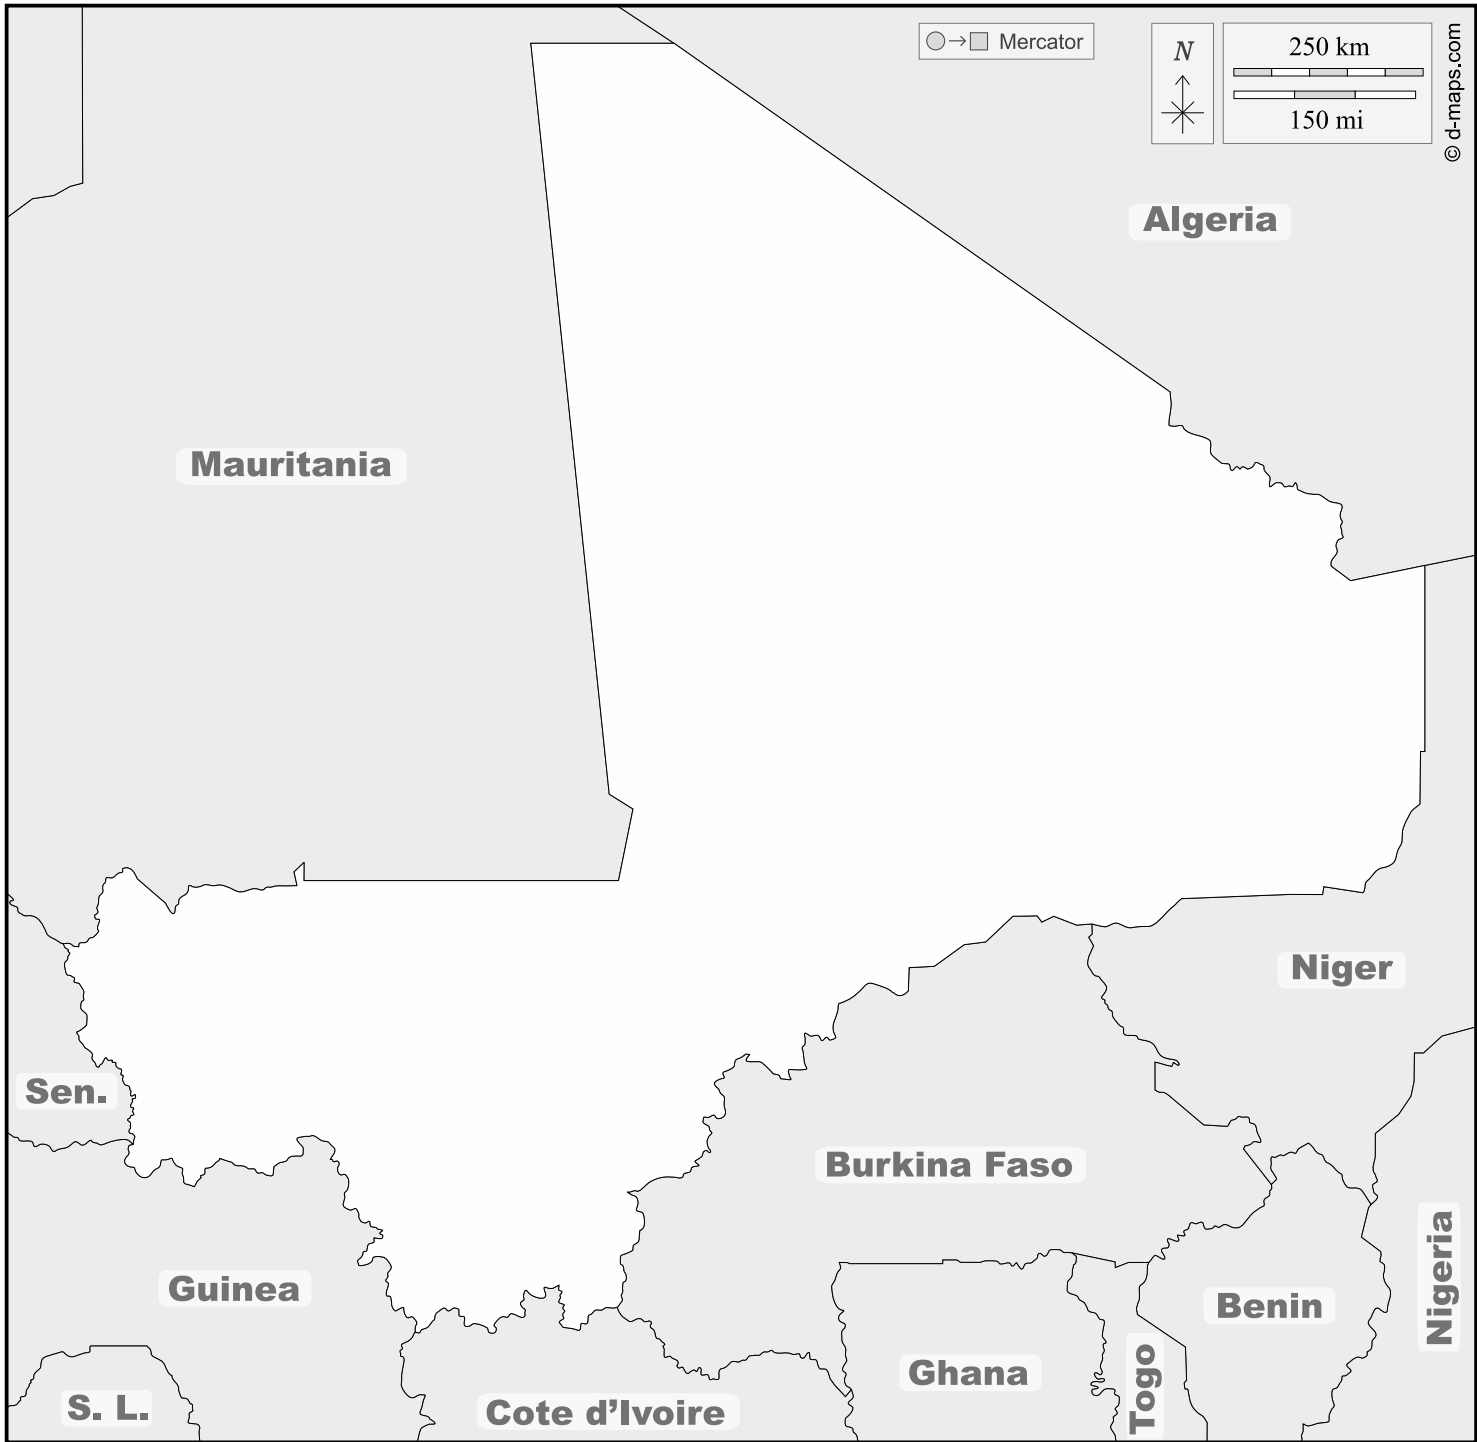 Mercator
N
250 km
150 mi
© d-maps.com
Algeria
Mauritania
Niger
Sen.
Burkina Faso
Guinea
Nigeria
Benin
Ghana
Togo
S. L.
Cote d’Ivoire